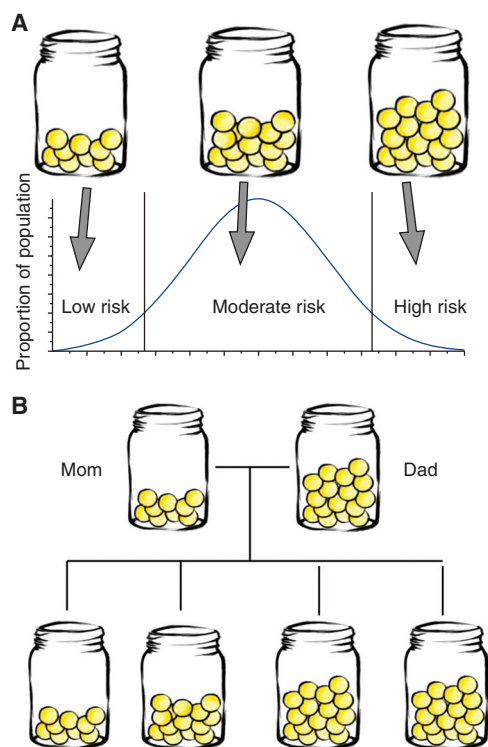 A
Proportion of population
Low risk
Moderate risk
High risk
B
Mom
Dad